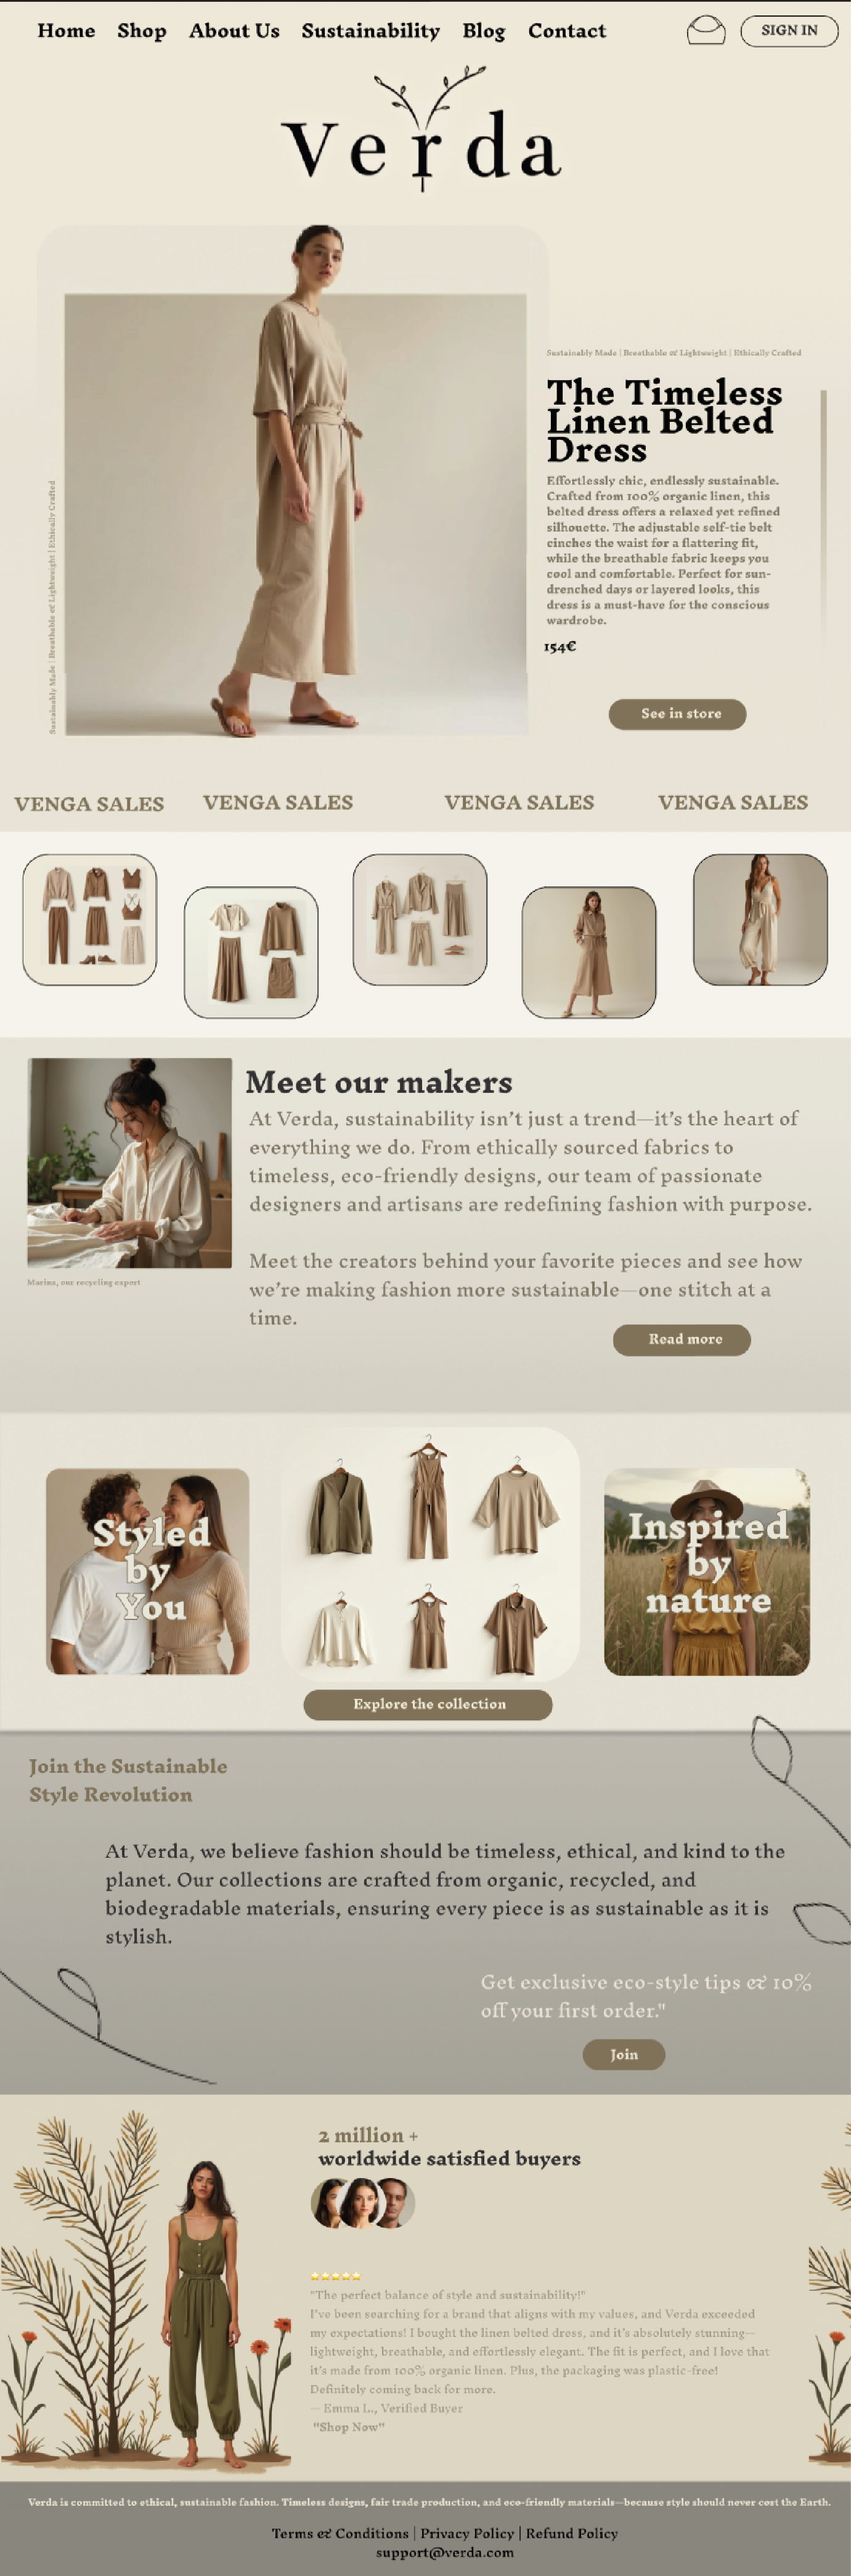 Home Shop About Us Sustainability Blog Contact
SIGN IN
Verda
Sustainably Made | Breathable & Lightweight | Ethically Crafted
The Timeless
Linen Belted
Dress
Effortlessly chic, endlessly sustainable.
Crafted from 100% organic linen, this
belted dress offers a relaxed yet refined
silhouette. The adjustable self-tie belt
cinches the waist for a flattering fit,
while the breathable fabric keeps you
cool and comfortable. Perfect for sun-
drenched days or layered looks, this
dress is a must-have for the conscious
wardrobe.
154€
See in store
Sustainably Made | Breathable & Lightweight | Ethically Crafted
VENGA SALES VENGA SALES VENGA SALES VENGA SALES
Meet our makers
At Verda, sustainability isn't just a trend—it's the heart of
everything we do. From ethically sourced fabrics to
timeless, eco-friendly designs, our team of passionate
designers and artisans are redefining fashion with purpose.
Meet the creators behind your favorite pieces and see how
we're making fashion more sustainable—one stitch at a
time.
Marina, our recycling expert
Read more
Styled
by
You
Inspired
by
nature
Explore the collection
Join the Sustainable
Style Revolution
At Verda, we believe fashion should be timeless, ethical, and kind to the
planet. Our collections are crafted from organic, recycled, and
biodegradable materials, ensuring every piece is as sustainable as it is
stylish.
Get exclusive eco-style tips & 10%
off your first order."
Join
2 million +
worldwide satisfied buyers
"The perfect balance of style and sustainability!"
I've been searching for a brand that aligns with my values, and Verda exceeded
my expectations! I bought the linen belted dress, and it's absolutely stunning—
lightweight, breathable, and effortlessly elegant. The fit is perfect, and I love that
it's made from 100% organic linen. Plus, the packaging was plastic-free!
Definitely coming back for more.
— Emma L., Verified Buyer
"Shop Now"
Verda is committed to ethical, sustainable fashion. Timeless designs, fair trade production, and eco-friendly materials—because style should never cost the Earth.
Terms & Conditions | Privacy Policy | Refund Policy
support@verda.com